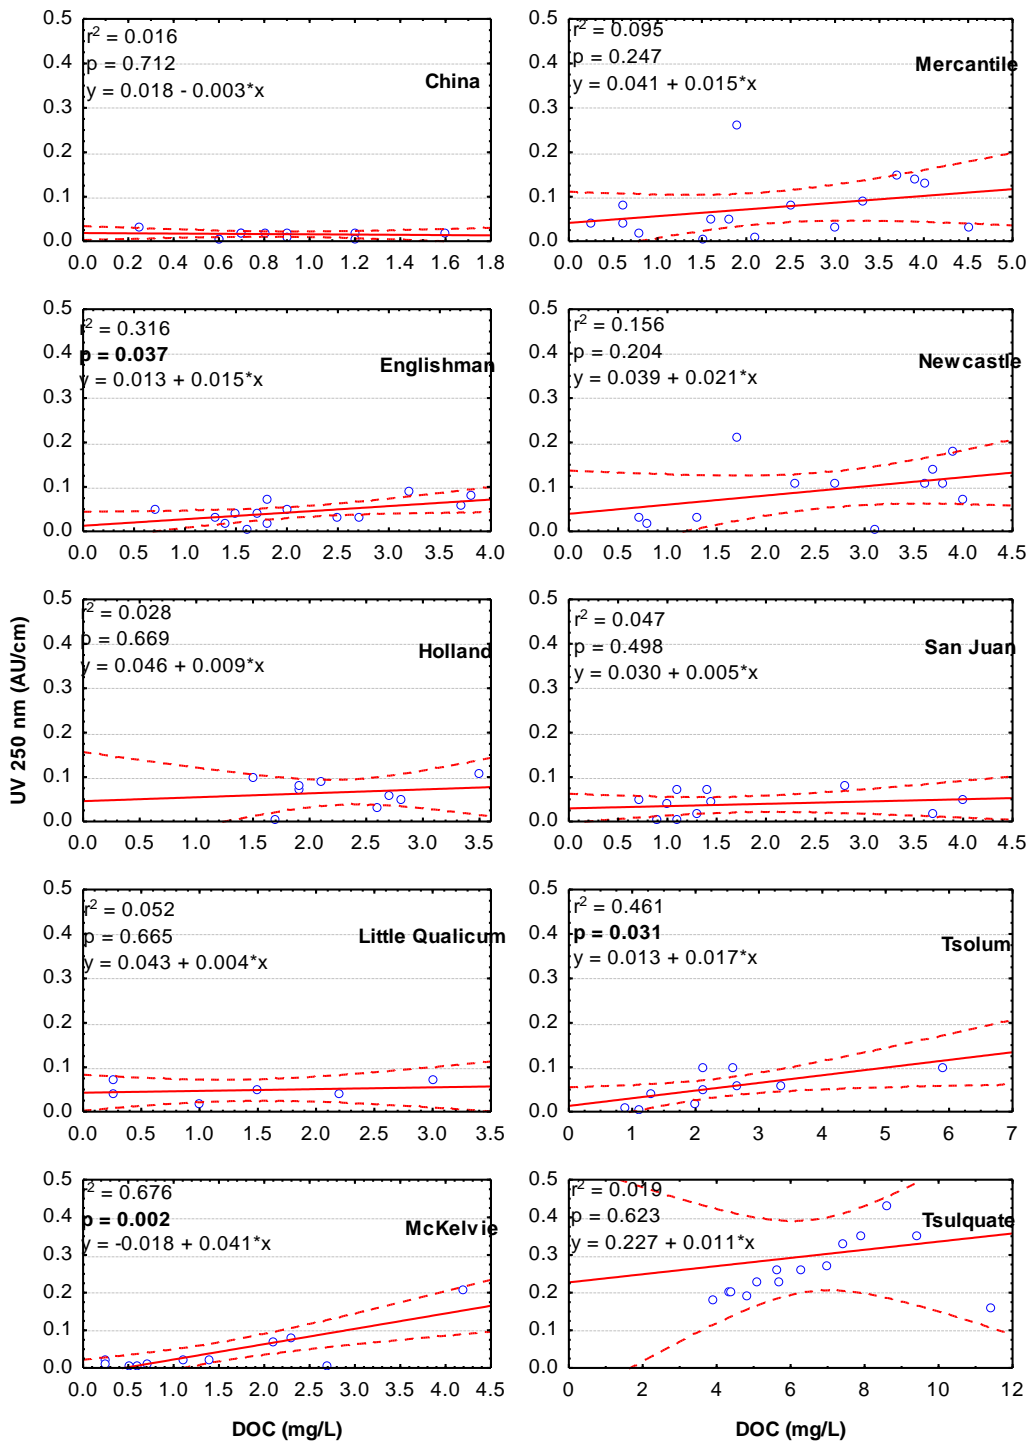 UV 250 nm (AU/cm)
0.5
0.4
0.3
0.2
0.1
0.0
r² = 0.016
p = 0.712
y = 0.018 - 0.003*x
China
0.0 0.2 0.4 0.6 0.8 1.0 1.2 1.4 1.6 1.8
0.5
0.4
0.3
0.2
0.1
0.0
r² = 0.095
p = 0.247
y = 0.041 + 0.015*x
Mercantile
0.0 0.5 1.0 1.5 2.0 2.5 3.0 3.5 4.0 4.5 5.0
0.5
0.4
0.3
0.2
0.1
0.0
r² = 0.316
p = 0.037
y = 0.013 + 0.015*x
Englishman
0.0 0.5 1.0 1.5 2.0 2.5 3.0 3.5 4.0
0.5
0.4
0.3
0.2
0.1
0.0
r² = 0.156
p = 0.204
y = 0.039 + 0.021*x
Newcastle
0.0 0.5 1.0 1.5 2.0 2.5 3.0 3.5 4.0 4.5
0.5
0.4
0.3
0.2
0.1
0.0
r² = 0.028
p = 0.669
y = 0.046 + 0.009*x
Holland
0.0 0.5 1.0 1.5 2.0 2.5 3.0 3.5
0.5
0.4
0.3
0.2
0.1
0.0
r² = 0.047
p = 0.498
y = 0.030 + 0.005*x
San Juan
0.0 0.5 1.0 1.5 2.0 2.5 3.0 3.5 4.0 4.5
0.5
0.4
0.3
0.2
0.1
0.0
r² = 0.052
p = 0.665
y = 0.043 + 0.004*x
Little Qualicum
0.0 0.5 1.0 1.5 2.0 2.5 3.0 3.5
0.5
0.4
0.3
0.2
0.1
0.0
r² = 0.461
p = 0.031
y = 0.013 + 0.017*x
Tsolum
0 1 2 3 4 5 6 7
0.5
0.4
0.3
0.2
0.1
0.0
r² = 0.676
p = 0.002
y = -0.018 + 0.041*x
McKelvie
0.0 0.5 1.0 1.5 2.0 2.5 3.0 3.5 4.0 4.5
DOC (mg/L)
0.5
0.4
0.3
0.2
0.1
0.0
r² = 0.019
p = 0.623
y = 0.227 + 0.011*x
Tsulquate
0 2 4 6 8 10 12
DOC (mg/L)